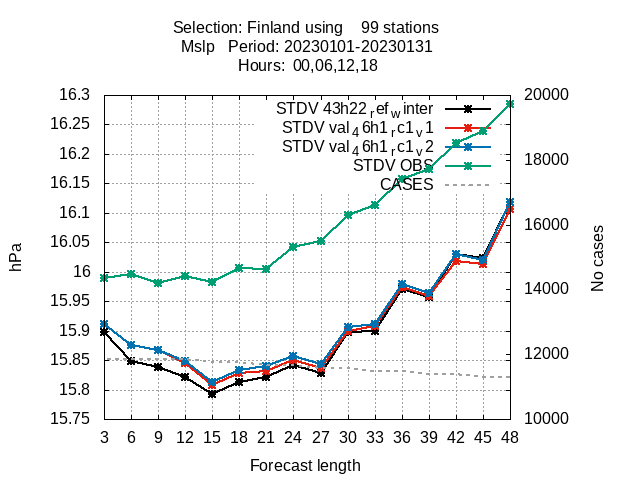 Selection: Finland using    99 stations
Mslp   Period: 20230101-20230131
Hours:  00,06,12,18
STDV 43h22_ref_winter
STDV val_46h1_rc1_v1
STDV val_46h1_rc1_v2
STDV OBS
CASES
hPa
16.3
16.25
16.2
16.15
16.1
16.05
16
15.95
15.9
15.85
15.8
15.75
20000
18000
16000
14000
12000
10000
No cases
3 6 9 12 15 18 21 24 27 30 33 36 39 42 45 48
Forecast length